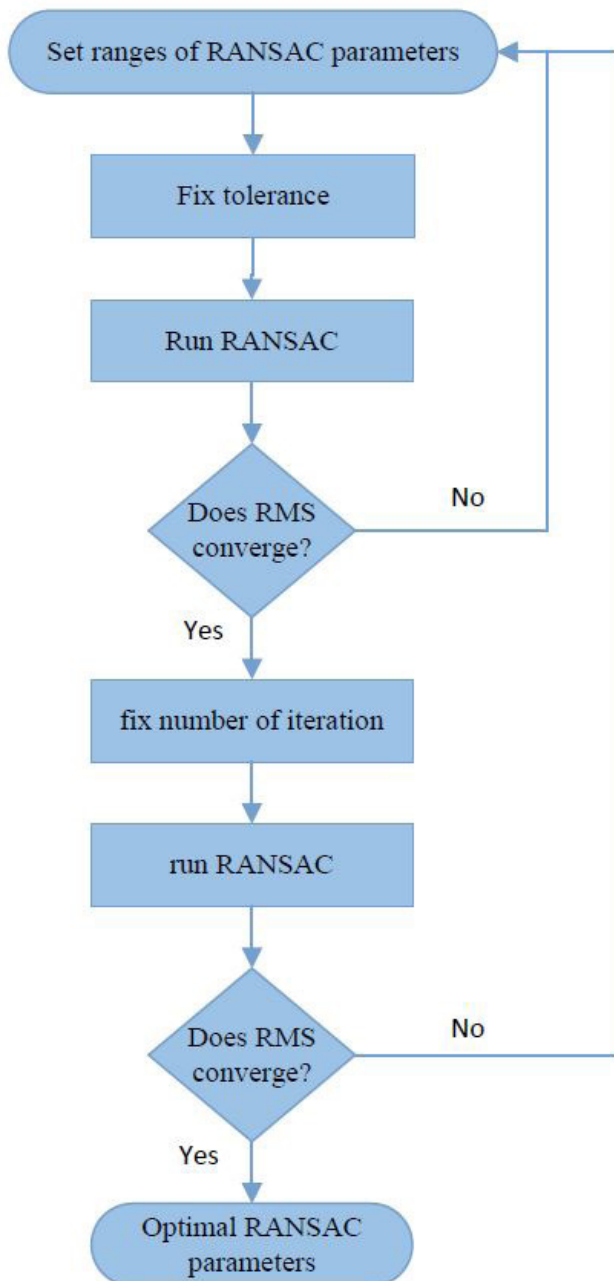 Set ranges of RANSAC parameters
Fix tolerance
Run RANSAC
Does RMS
converge?
No
Yes
fix number of iteration
run RANSAC
Does RMS
converge?
No
Yes
Optimal RANSAC
parameters